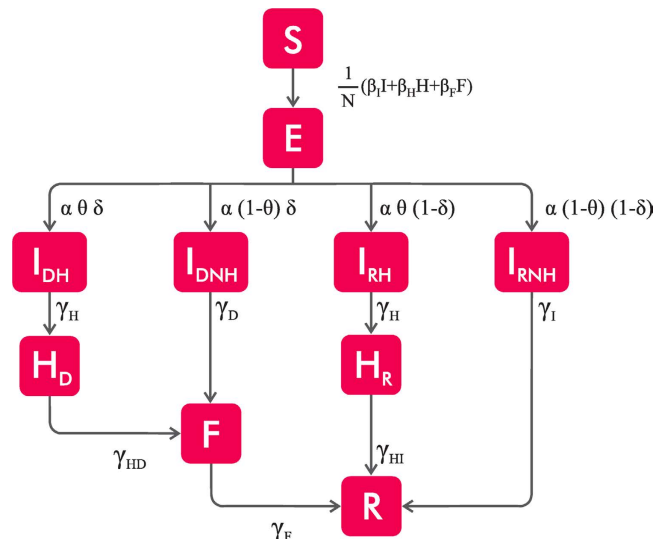 S
1/N (β_I I+β_H H+β_F F)
E
α θ δ
α (1-θ) δ
α θ (1-δ)
α (1-θ) (1-δ)
I_DH
I_DNH
I_RH
I_RNH
γ_H
γ_D
γ_H
γ_I
H_D
H_R
F
γ_HD
γ_HI
R
γ_F